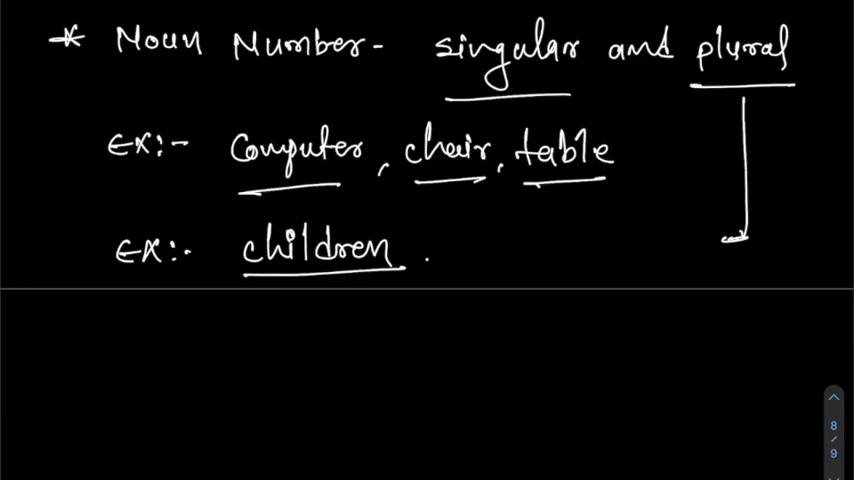 * Noun Number- singular and plural
EX:- Computer, chair, table
EX:- children.
8
/
9